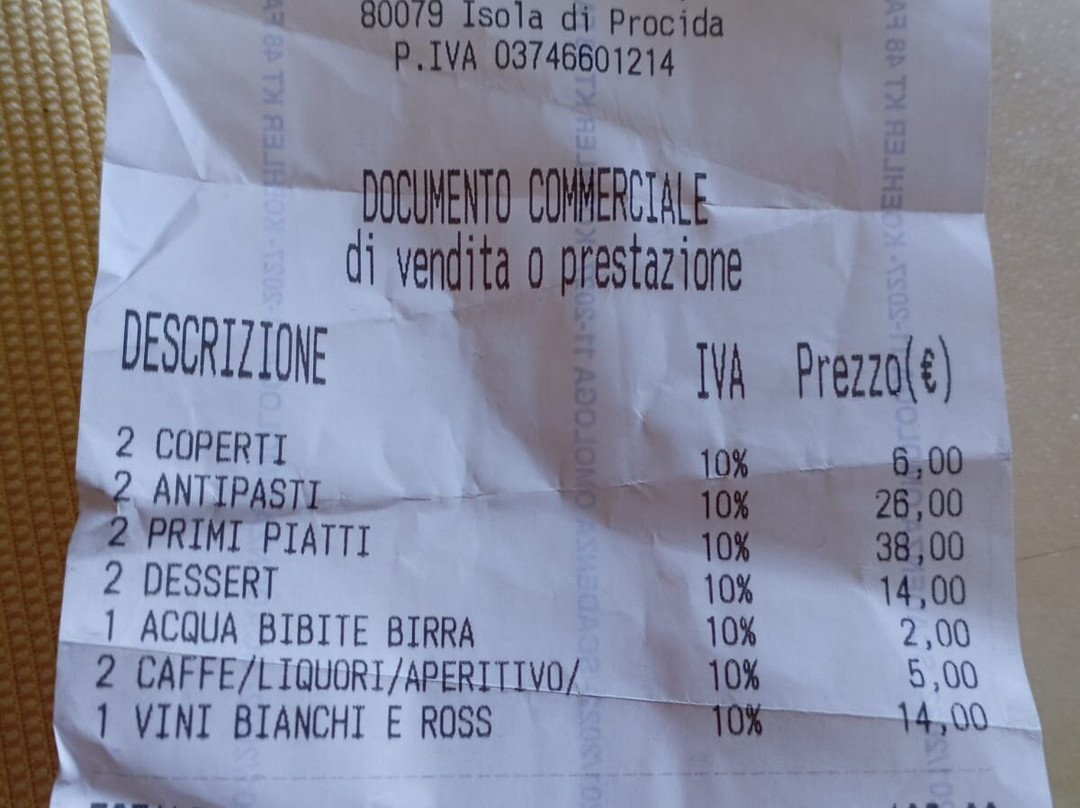 80079 Isola di Procida
P.IVA 03746601214
DOCUMENTO COMMERCIALE
di vendita o prestazione
DESCRIZIONE IVA Prezzo(€)
2 COPERTI 10% 6,00
2 ANTIPASTI 10% 26,00
2 PRIMI PIATTI 10% 38,00
2 DESSERT 10% 14,00
1 ACQUA BIBITE BIRRA 10% 2,00
2 CAFFE/LIQUORI/APERITIVO/ 10% 5,00
1 VINI BIANCHI E ROSS 10% 14,00